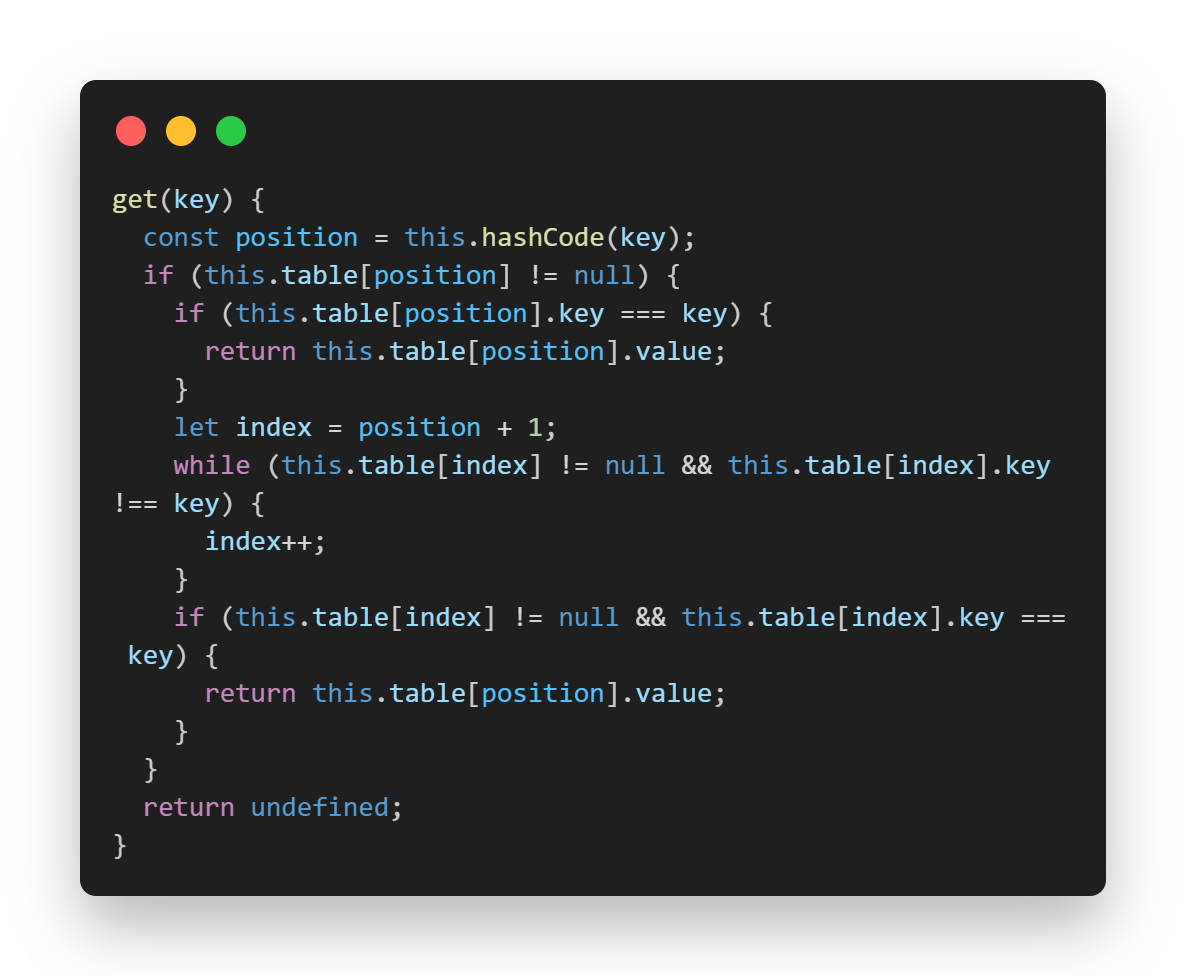 get(key) {
  const position = this.hashCode(key);
  if (this.table[position] != null) {
    if (this.table[position].key === key) {
      return this.table[position].value;
    }
    let index = position + 1;
    while (this.table[index] != null && this.table[index].key
!== key) {
      index++;
    }
    if (this.table[index] != null && this.table[index].key ===
 key) {
      return this.table[position].value;
    }
  }
  return undefined;
}